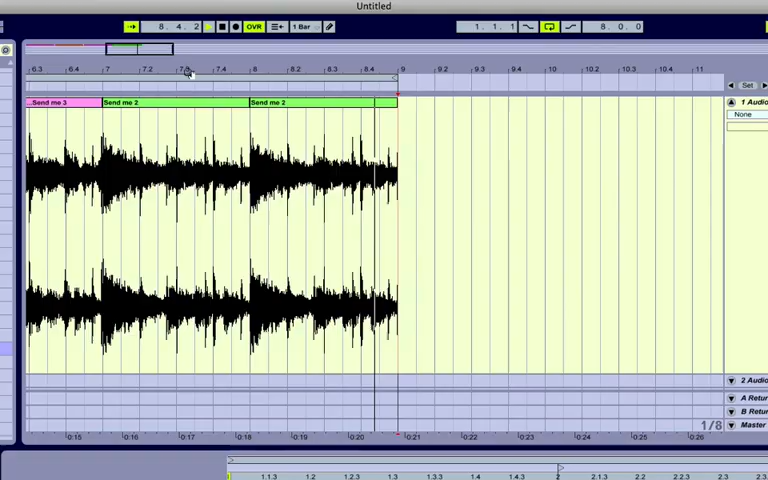 Untitled
8. 4. 2 OVR 1 Bar 1. 1. 1 8. 0. 0
6.3 6.4 7 7.2 7.3 7.4 8 8.2 8.3 8.4 9 9.2 9.3 9.4 10 10.2 10.3 10.4 11
Set
...Send me 3 Send me 2 Send me 2 1 Audio
None
2 Audio
A Retur
B Retur
1/8 Master
0:15 0:16 0:17 0:18 0:19 0:20 0:21 0:22 0:23 0:24 0:25 0:26
1.1.3 1.2 1.2.3 1.3 1.3.3 1.4 1.4.3 2 2.1.3 2.2 2.2.3 2.3 2.3